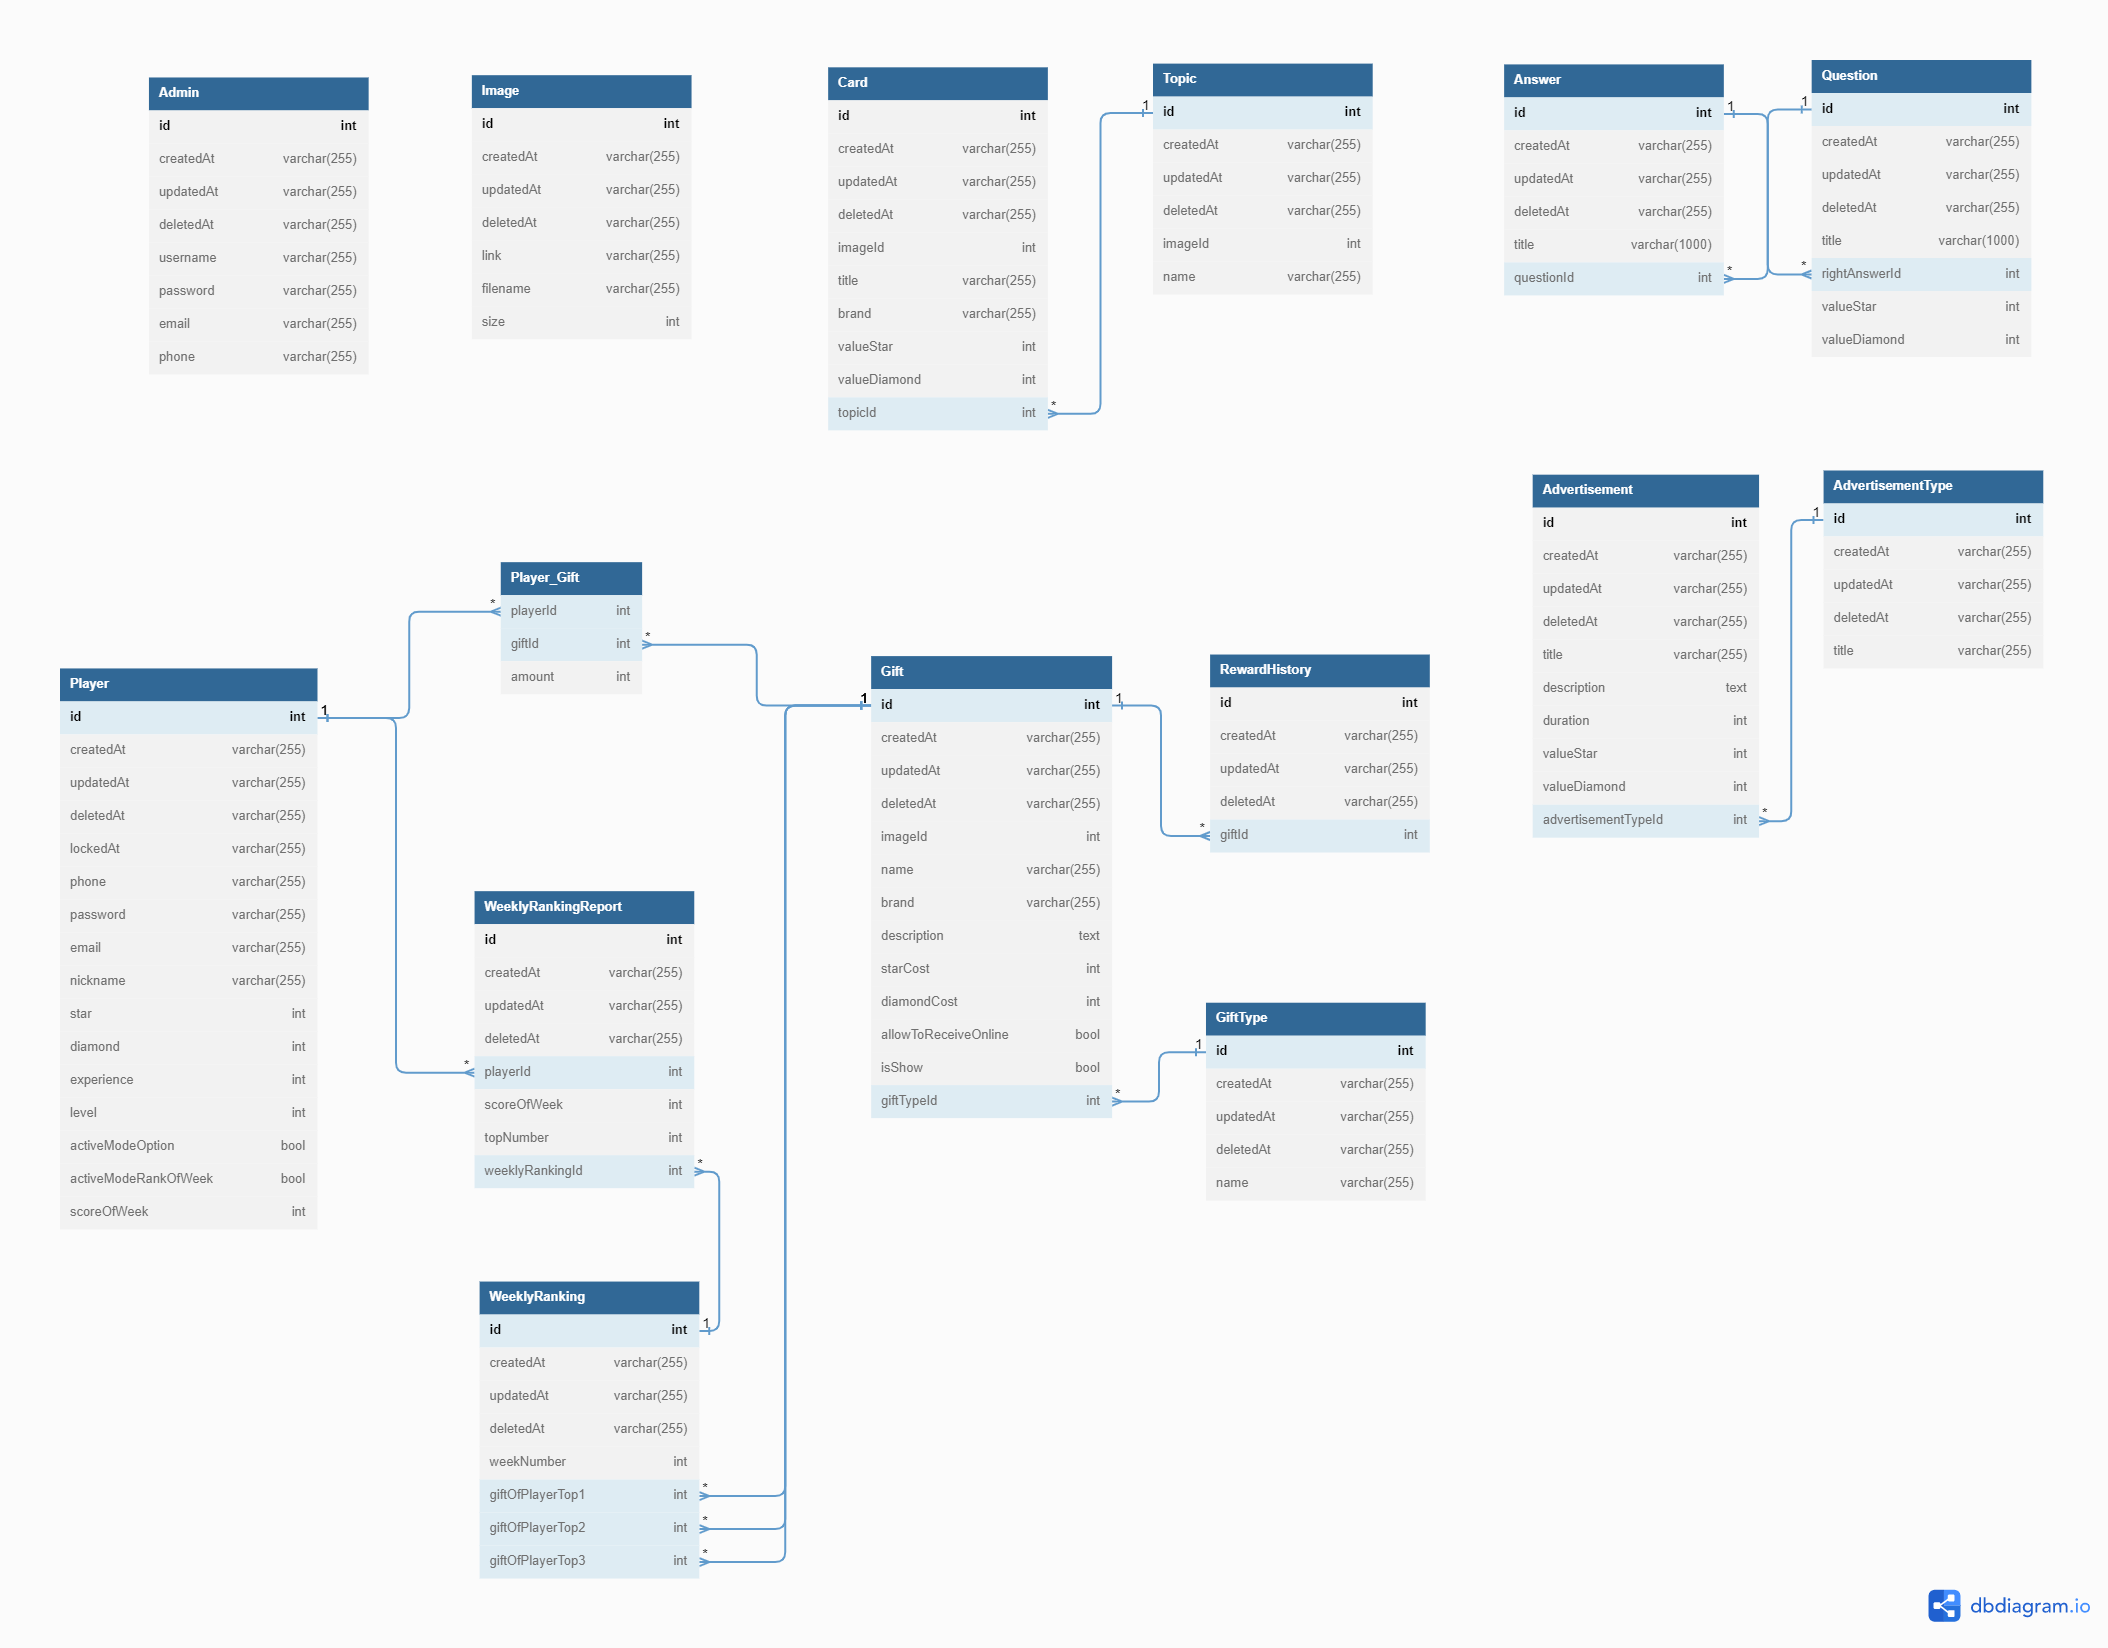 Admin
id int
createdAt varchar(255)
updatedAt varchar(255)
deletedAt varchar(255)
username varchar(255)
password varchar(255)
email varchar(255)
phone varchar(255)
Image
id int
createdAt varchar(255)
updatedAt varchar(255)
deletedAt varchar(255)
link varchar(255)
filename varchar(255)
size int
Card
id int
createdAt varchar(255)
updatedAt varchar(255)
deletedAt varchar(255)
imageId int
title varchar(255)
brand varchar(255)
valueStar int
valueDiamond int
topicId int *
Topic
1 id int
createdAt varchar(255)
updatedAt varchar(255)
deletedAt varchar(255)
imageId int
name varchar(255)
Answer
id int 1
createdAt varchar(255)
updatedAt varchar(255)
deletedAt varchar(255)
title varchar(1000)
questionId int *
Question
1 id int
createdAt varchar(255)
updatedAt varchar(255)
deletedAt varchar(255)
title varchar(1000)
* rightAnswerId int
valueStar int
valueDiamond int
Advertisement
id int
createdAt varchar(255)
updatedAt varchar(255)
deletedAt varchar(255)
title varchar(255)
description text
duration int
valueStar int
valueDiamond int
advertisementTypeId int *
AdvertisementType
1 id int
createdAt varchar(255)
updatedAt varchar(255)
deletedAt varchar(255)
title varchar(255)
Player_Gift
* playerId int
giftId int *
amount int
Player
id int 1
createdAt varchar(255)
updatedAt varchar(255)
deletedAt varchar(255)
lockedAt varchar(255)
phone varchar(255)
password varchar(255)
email varchar(255)
nickname varchar(255)
star int
diamond int
experience int
level int
activeModeOption bool
activeModeRankOfWeek bool
scoreOfWeek int
Gift
1 id int 1
createdAt varchar(255)
updatedAt varchar(255)
deletedAt varchar(255)
imageId int
name varchar(255)
brand varchar(255)
description text
starCost int
diamondCost int
allowToReceiveOnline bool
isShow bool
giftTypeId int *
RewardHistory
id int
createdAt varchar(255)
updatedAt varchar(255)
deletedAt varchar(255)
* giftId int
WeeklyRankingReport
id int
createdAt varchar(255)
updatedAt varchar(255)
deletedAt varchar(255)
* playerId int
scoreOfWeek int
topNumber int
weeklyRankingId int *
GiftType
1 id int
createdAt varchar(255)
updatedAt varchar(255)
deletedAt varchar(255)
name varchar(255)
WeeklyRanking
id int 1
createdAt varchar(255)
updatedAt varchar(255)
deletedAt varchar(255)
weekNumber int
giftOfPlayerTop1 int *
giftOfPlayerTop2 int *
giftOfPlayerTop3 int *
dbdiagram.io